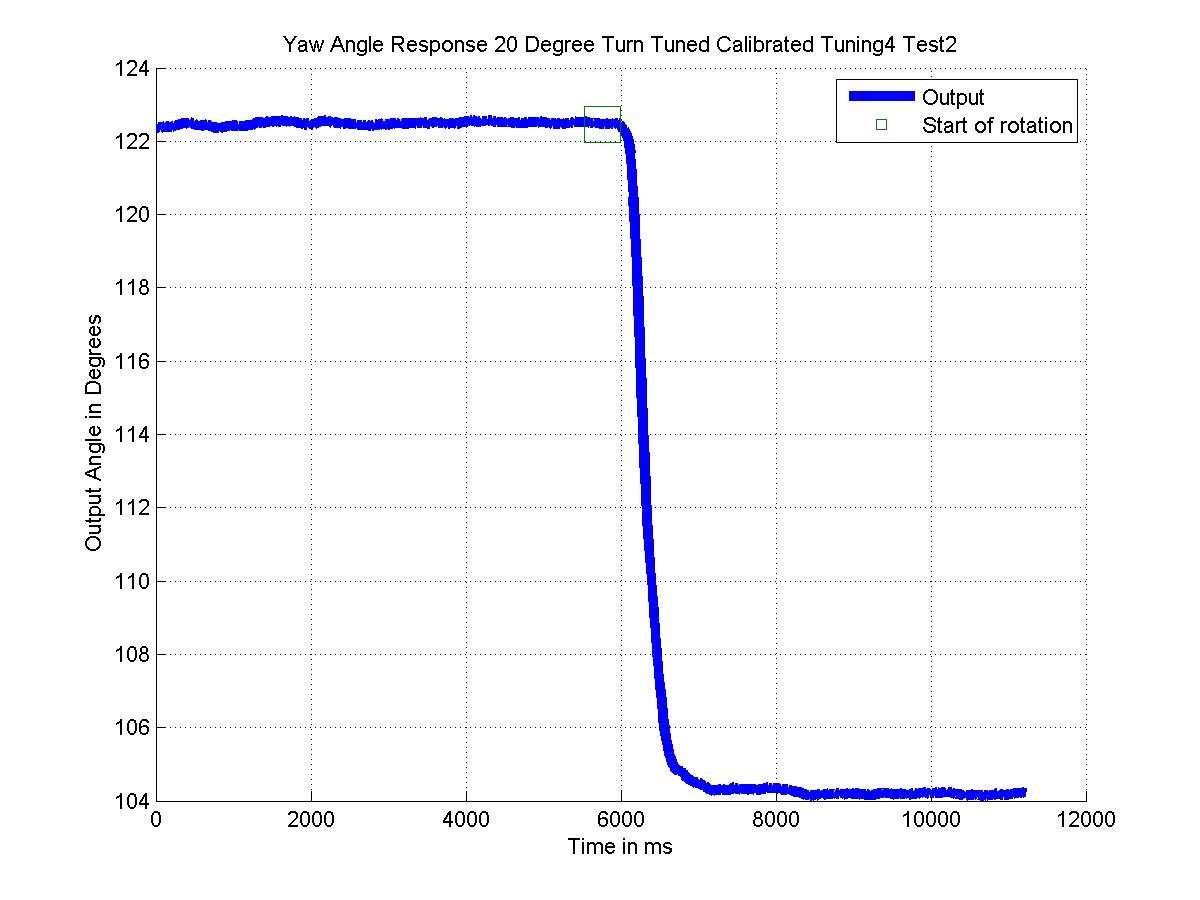 Yaw Angle Response 20 Degree Turn Tuned Calibrated Tuning4 Test2
Output
Start of rotation
Output Angle in Degrees
124
122
120
118
116
114
112
110
108
106
104
0 2000 4000 6000 8000 10000 12000
Time in ms